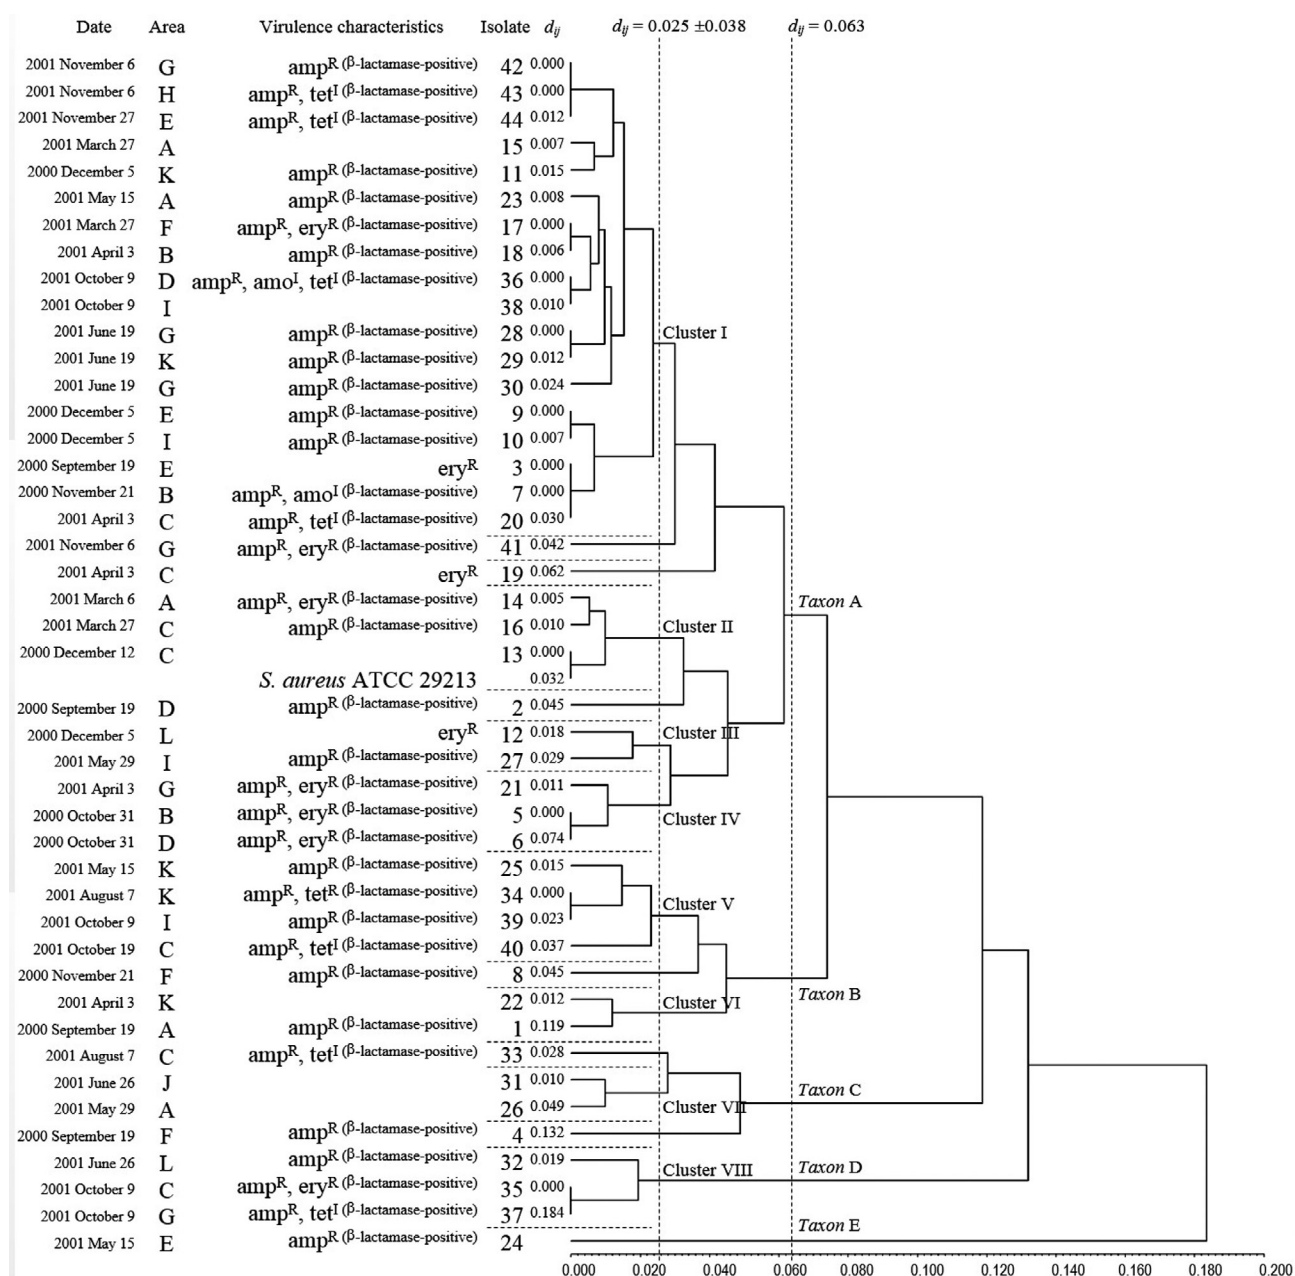 Date Area Virulence characteristics Isolate dij dij = 0.025 ±0.038 dij = 0.063
2001 November 6 G ampR (β-lactamase-positive) 42 0.000
2001 November 6 H ampR, tetI (β-lactamase-positive) 43 0.000
2001 November 27 E ampR, tetI (β-lactamase-positive) 44 0.012
2001 March 27 A 15 0.007
2000 December 5 K ampR (β-lactamase-positive) 11 0.015
2001 May 15 A ampR (β-lactamase-positive) 23 0.008
2001 March 27 F ampR, eryR (β-lactamase-positive) 17 0.000
2001 April 3 B ampR (β-lactamase-positive) 18 0.006
2001 October 9 D ampR, amoI, tetI (β-lactamase-positive) 36 0.000
2001 October 9 I 38 0.010
2001 June 19 G ampR (β-lactamase-positive) 28 0.000
Cluster I
2001 June 19 K ampR (β-lactamase-positive) 29 0.012
2001 June 19 G ampR (β-lactamase-positive) 30 0.024
2000 December 5 E ampR (β-lactamase-positive) 9 0.000
2000 December 5 I ampR (β-lactamase-positive) 10 0.007
2000 September 19 E eryR 3 0.000
2000 November 21 B ampR, amoI (β-lactamase-positive) 7 0.000
2001 April 3 C ampR, tetI (β-lactamase-positive) 20 0.030
2001 November 6 G ampR, eryR (β-lactamase-positive) 41 0.042
2001 April 3 C eryR 19 0.062
2001 March 6 A ampR, eryR (β-lactamase-positive) 14 0.005
Taxon A
2001 March 27 C ampR (β-lactamase-positive) 16 0.010
Cluster II
2000 December 12 C 13 0.000
S. aureus ATCC 29213 0.032
2000 September 19 D ampR (β-lactamase-positive) 2 0.045
2000 December 5 L eryR 12 0.018
Cluster III
2001 May 29 I ampR (β-lactamase-positive) 27 0.029
2001 April 3 G ampR, eryR (β-lactamase-positive) 21 0.011
2000 October 31 B ampR, eryR (β-lactamase-positive) 5 0.000
Cluster IV
2000 October 31 D ampR, eryR (β-lactamase-positive) 6 0.074
2001 May 15 K ampR (β-lactamase-positive) 25 0.015
2001 August 7 K ampR, tetR (β-lactamase-positive) 34 0.000
Cluster V
2001 October 9 I ampR (β-lactamase-positive) 39 0.023
2001 October 19 C ampR, tetI (β-lactamase-positive) 40 0.037
2000 November 21 F ampR (β-lactamase-positive) 8 0.045
Taxon B
2001 April 3 K 22 0.012
Cluster VI
2000 September 19 A ampR (β-lactamase-positive) 1 0.119
2001 August 7 C ampR, tetI (β-lactamase-positive) 33 0.028
2001 June 26 J 31 0.010
Taxon C
2001 May 29 A 26 0.049
Cluster VII
2000 September 19 F ampR (β-lactamase-positive) 4 0.132
2001 June 26 L ampR (β-lactamase-positive) 32 0.019
Cluster VIII Taxon D
2001 October 9 C ampR, eryR (β-lactamase-positive) 35 0.000
2001 October 9 G ampR, tetI (β-lactamase-positive) 37 0.184
Taxon E
2001 May 15 E ampR (β-lactamase-positive) 24
0.000 0.020 0.040 0.060 0.080 0.100 0.120 0.140 0.160 0.180 0.200